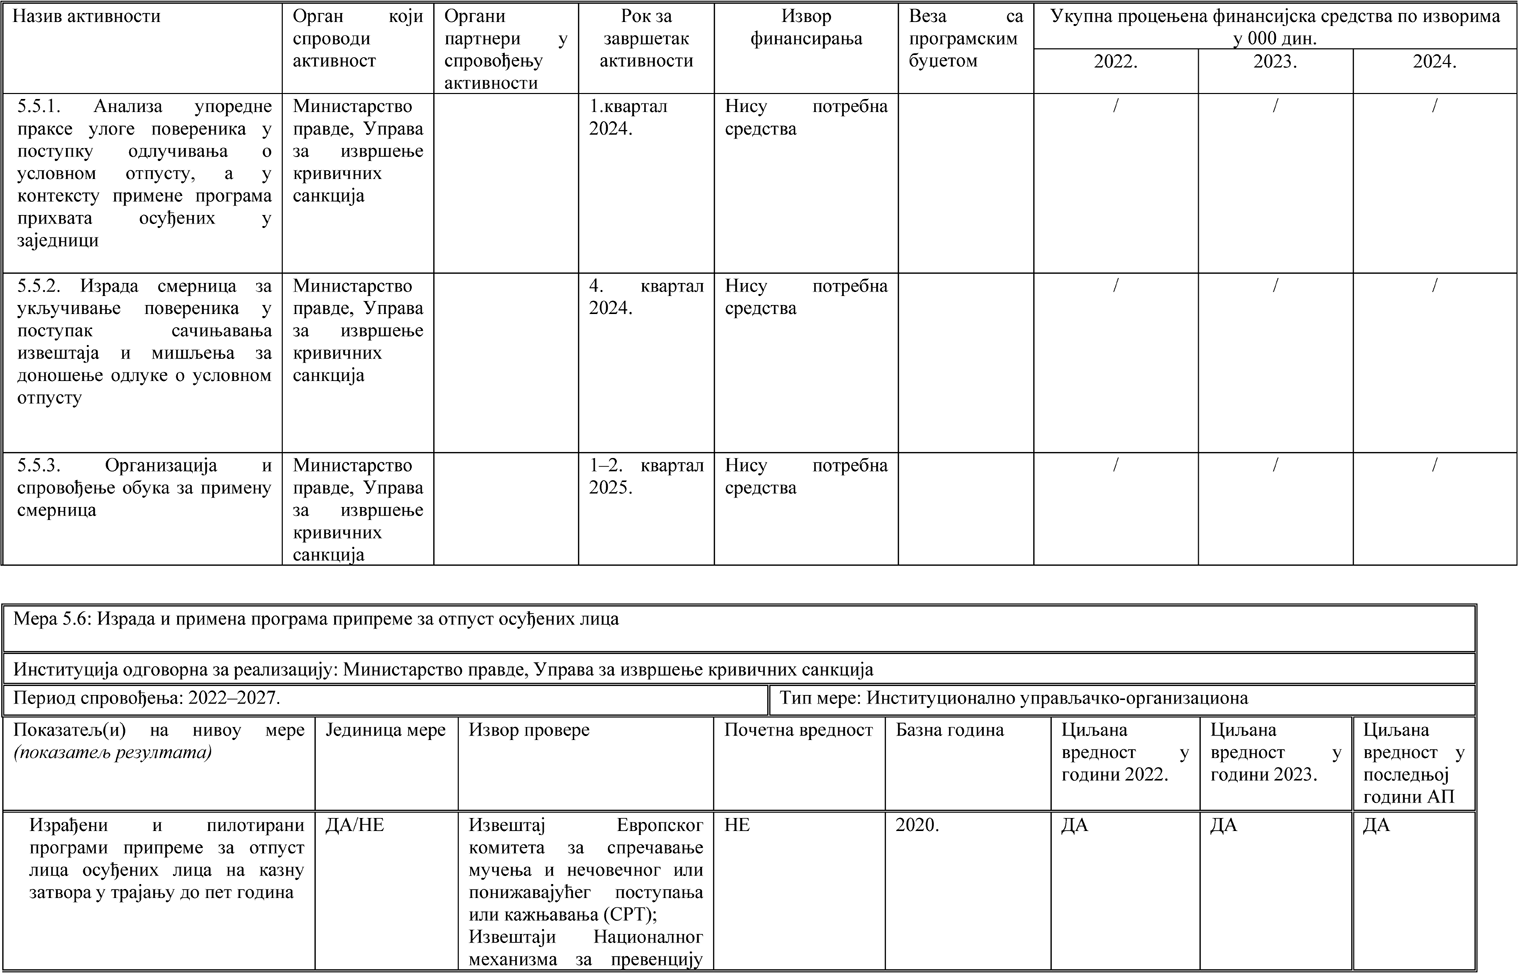 Назив активности
Орган који
спроводи
активност
Органи
партнери у
спровођењу
активности
Рок за
завршетак
активности
Извор
финансирања
Веза са
програмским
буџетом
Укупна процењена финансијска средства по изворима
у 000 дин.
2022.
2023.
2024.
5.5.1. Анализа упоредне
праксе улоге повереника у
поступку одлучивања о
условном отпусту, а у
контексту примене програма
прихвата осуђених у
заједници
Министарство
правде, Управа
за извршење
кривичних
санкција
1.квартал
2024.
Нису потребна
средства
/
/
/
5.5.2. Израда смерница за
укључивање повереника у
поступак сачињавања
извештаја и мишљења за
доношење одлуке о условном
отпусту
Министарство
правде, Управа
за извршење
кривичних
санкција
4. квартал
2024.
Нису потребна
средства
/
/
/
5.5.3. Организација и
спровођење обука за примену
смерница
Министарство
правде, Управа
за извршење
кривичних
санкција
1–2. квартал
2025.
Нису потребна
средства
/
/
/
Мера 5.6: Израда и примена програма припреме за отпуст осуђених лица
Институција одговорна за реализацију: Министарство правде, Управа за извршење кривичних санкција
Период спровођења: 2022–2027.
Тип мере: Институционално управљачко-организациона
Показатељ(и) на нивоу мере
(показатељ резултата)
Јединица мере
Извор провере
Почетна вредност
Базна година
Циљана
вредност у
години 2022.
Циљана
вредност у
години 2023.
Циљана
вредност у
последњој
години АП
Израђени и пилотирани
програми припреме за отпуст
лица осуђених лица на казну
затвора у трајању до пет година
ДА/НЕ
Извештај Европског
комитета за спречавање
мучења и нечовечног или
понижавајућег поступања
или кажњавања (CPT);
Извештаји Националног
механизма за превенцију
НЕ
2020.
ДА
ДА
ДА